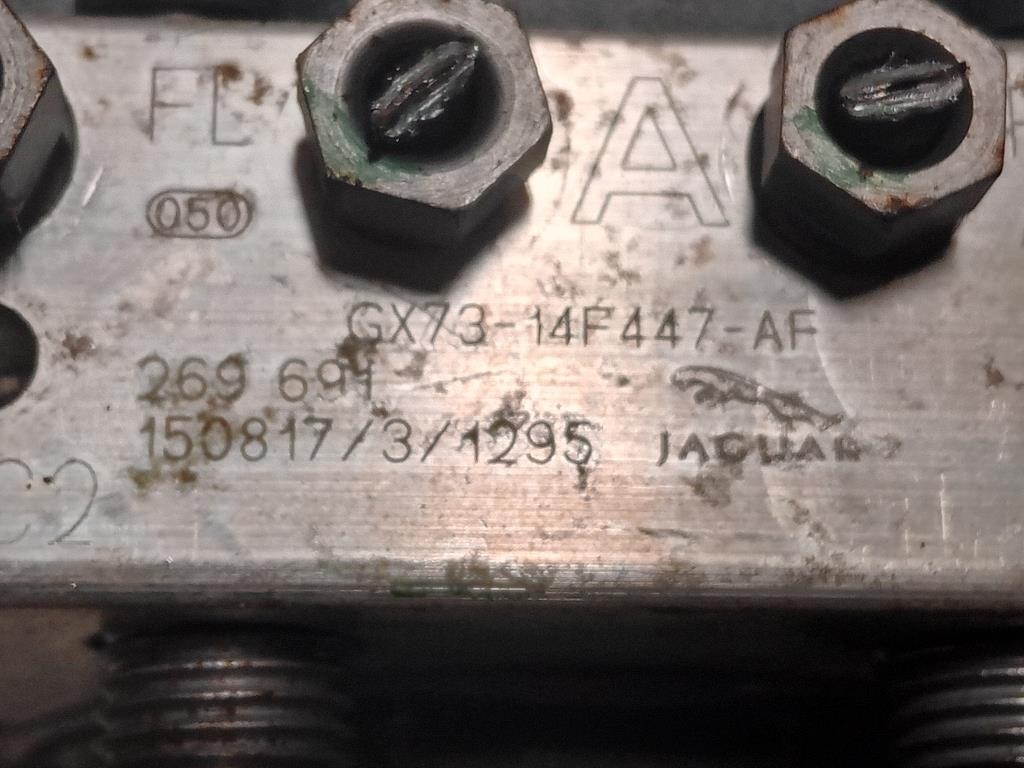 FL
A
050
GX73-14F447-AF
269 691
150817/3/1295
JAGUAR
C2